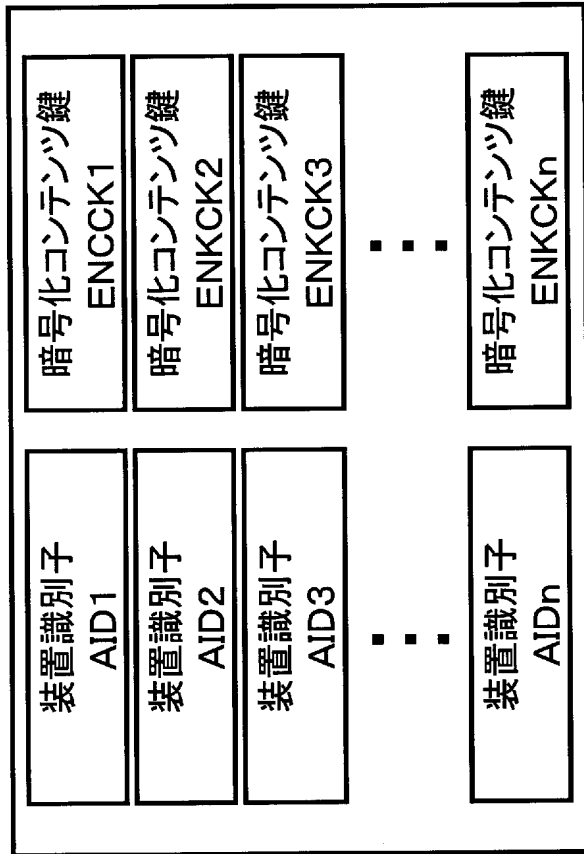 装置識別子
AID1
暗号化コンテンツ鍵
ENCCK1
装置識別子
AID2
暗号化コンテンツ鍵
ENKCK2
装置識別子
AID3
暗号化コンテンツ鍵
ENKCK3
装置識別子
AIDn
暗号化コンテンツ鍵
ENKCKn